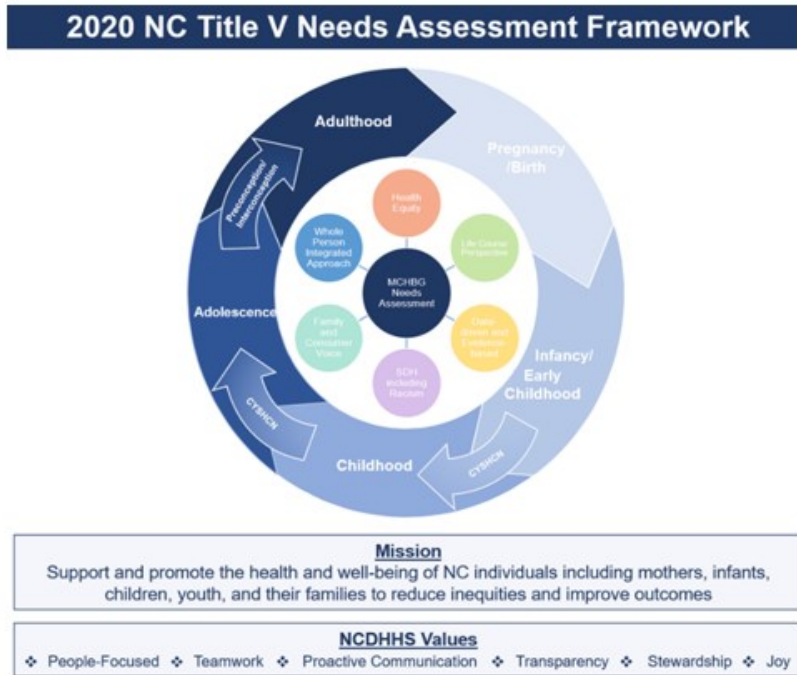 2020 NC Title V Needs Assessment Framework
Adulthood
Pregnancy
/Birth
Preconception/
Interconception
Health
Equity
Whole
Person
Integrated
Approach
Life Course
Perspective
MCHBG
Needs
Assessment
Adolescence
Family
and
Consumer
Voice
Data-
driven and
Evidence-
based
Infancy/
Early
Childhood
SDH
including
Racism
CYSHCN
Childhood
CYSHCN
Mission
Support and promote the health and well-being of NC individuals including mothers, infants,
children, youth, and their families to reduce inequities and improve outcomes
NCDHHS Values
❖ People-Focused ❖ Teamwork ❖ Proactive Communication ❖ Transparency ❖ Stewardship ❖ Joy